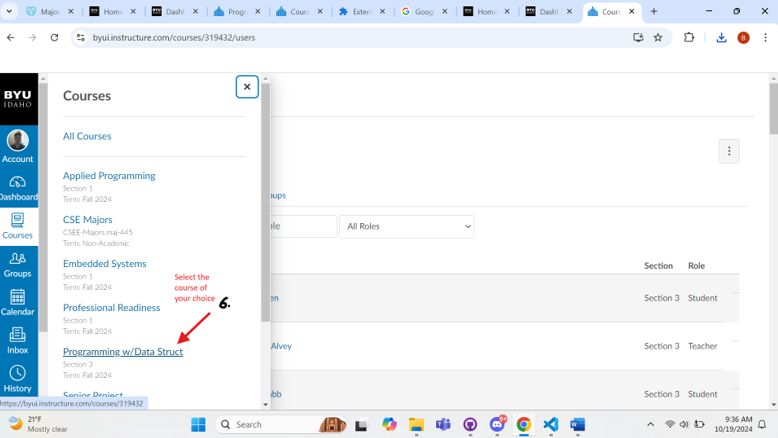 Major
Home
Dashb
Progra
Cours
Exten
Goog
Home
Dashb
Cours
byui.instructure.com/courses/319432/users
B
BYU
IDAHO
Account
Dashboard
Courses
Groups
Calendar
Inbox
History
Courses
All Courses
Applied Programming
Section 1
Term: Fall 2024
CSE Majors
CSEE-Majors.maj-445
Term: Non-Academic
Embedded Systems
Section 1
Term: Fall 2024
Professional Readiness
Section 1
Term: Fall 2024
Programming w/Data Struct
Section 3
Term: Fall 2024
Senior Project
Select the
course of
your choice
6.
oups
ple
All Roles
Section Role
en Section 3 Student
Alvey Section 3 Teacher
bb Section 3 Student
https://byui.instructure.com/courses/319432
21°F
Mostly clear
Search
9:36 AM
10/19/2024